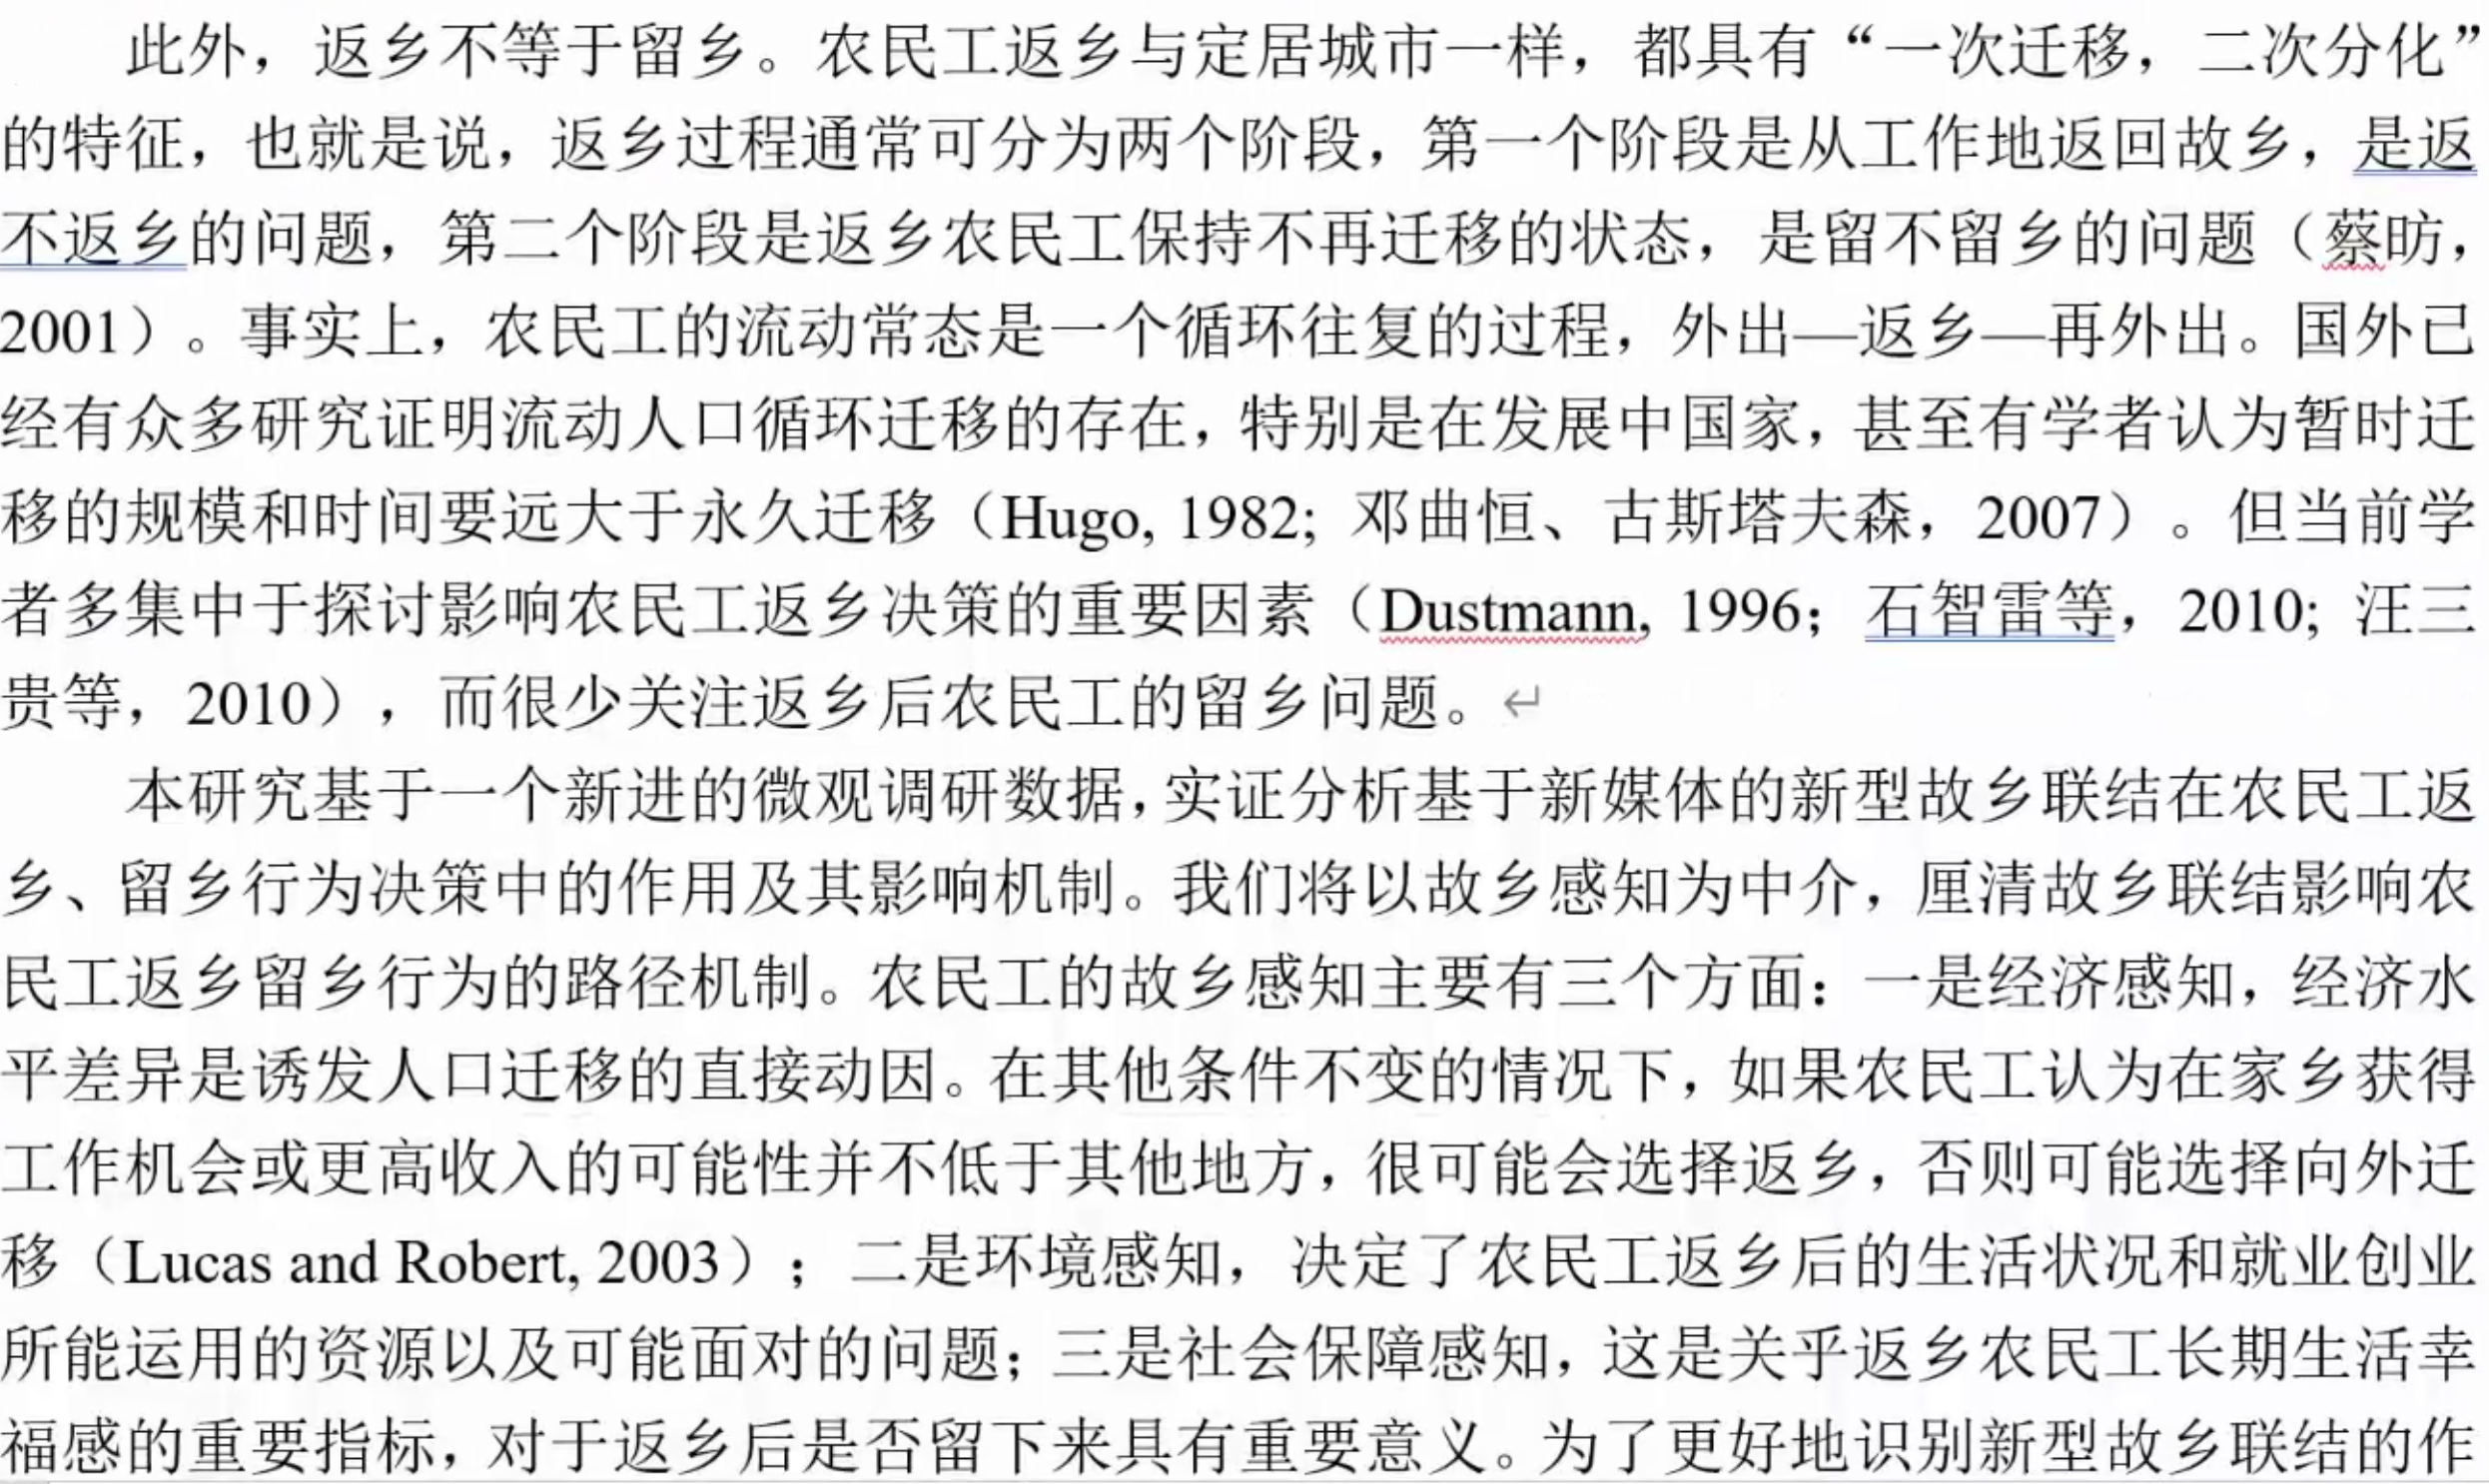 此外，返乡不等于留乡。农民工返乡与定居城市一样，都具有“一次迁移，二次分化”
的特征，也就是说，返乡过程通常可分为两个阶段，第一个阶段是从工作地返回故乡，是返
不返乡的问题，第二个阶段是返乡农民工保持不再迁移的状态，是留不留乡的问题（蔡昉，
2001）。事实上，农民工的流动常态是一个循环往复的过程，外出—返乡—再外出。国外已
经有众多研究证明流动人口循环迁移的存在，特别是在发展中国家，甚至有学者认为暂时迁
移的规模和时间要远大于永久迁移（Hugo, 1982; 邓曲恒、古斯塔夫森，2007）。但当前学
者多集中于探讨影响农民工返乡决策的重要因素（Dustmann, 1996；石智雷等，2010; 汪三
贵等，2010），而很少关注返乡后农民工的留乡问题。↵
本研究基于一个新进的微观调研数据，实证分析基于新媒体的新型故乡联结在农民工返
乡、留乡行为决策中的作用及其影响机制。我们将以故乡感知为中介，厘清故乡联结影响农
民工返乡留乡行为的路径机制。农民工的故乡感知主要有三个方面：一是经济感知，经济水
平差异是诱发人口迁移的直接动因。在其他条件不变的情况下，如果农民工认为在家乡获得
工作机会或更高收入的可能性并不低于其他地方，很可能会选择返乡，否则可能选择向外迁
移（Lucas and Robert, 2003）；二是环境感知，决定了农民工返乡后的生活状况和就业创业
所能运用的资源以及可能面对的问题；三是社会保障感知，这是关乎返乡农民工长期生活幸
福感的重要指标，对于返乡后是否留下来具有重要意义。为了更好地识别新型故乡联结的作